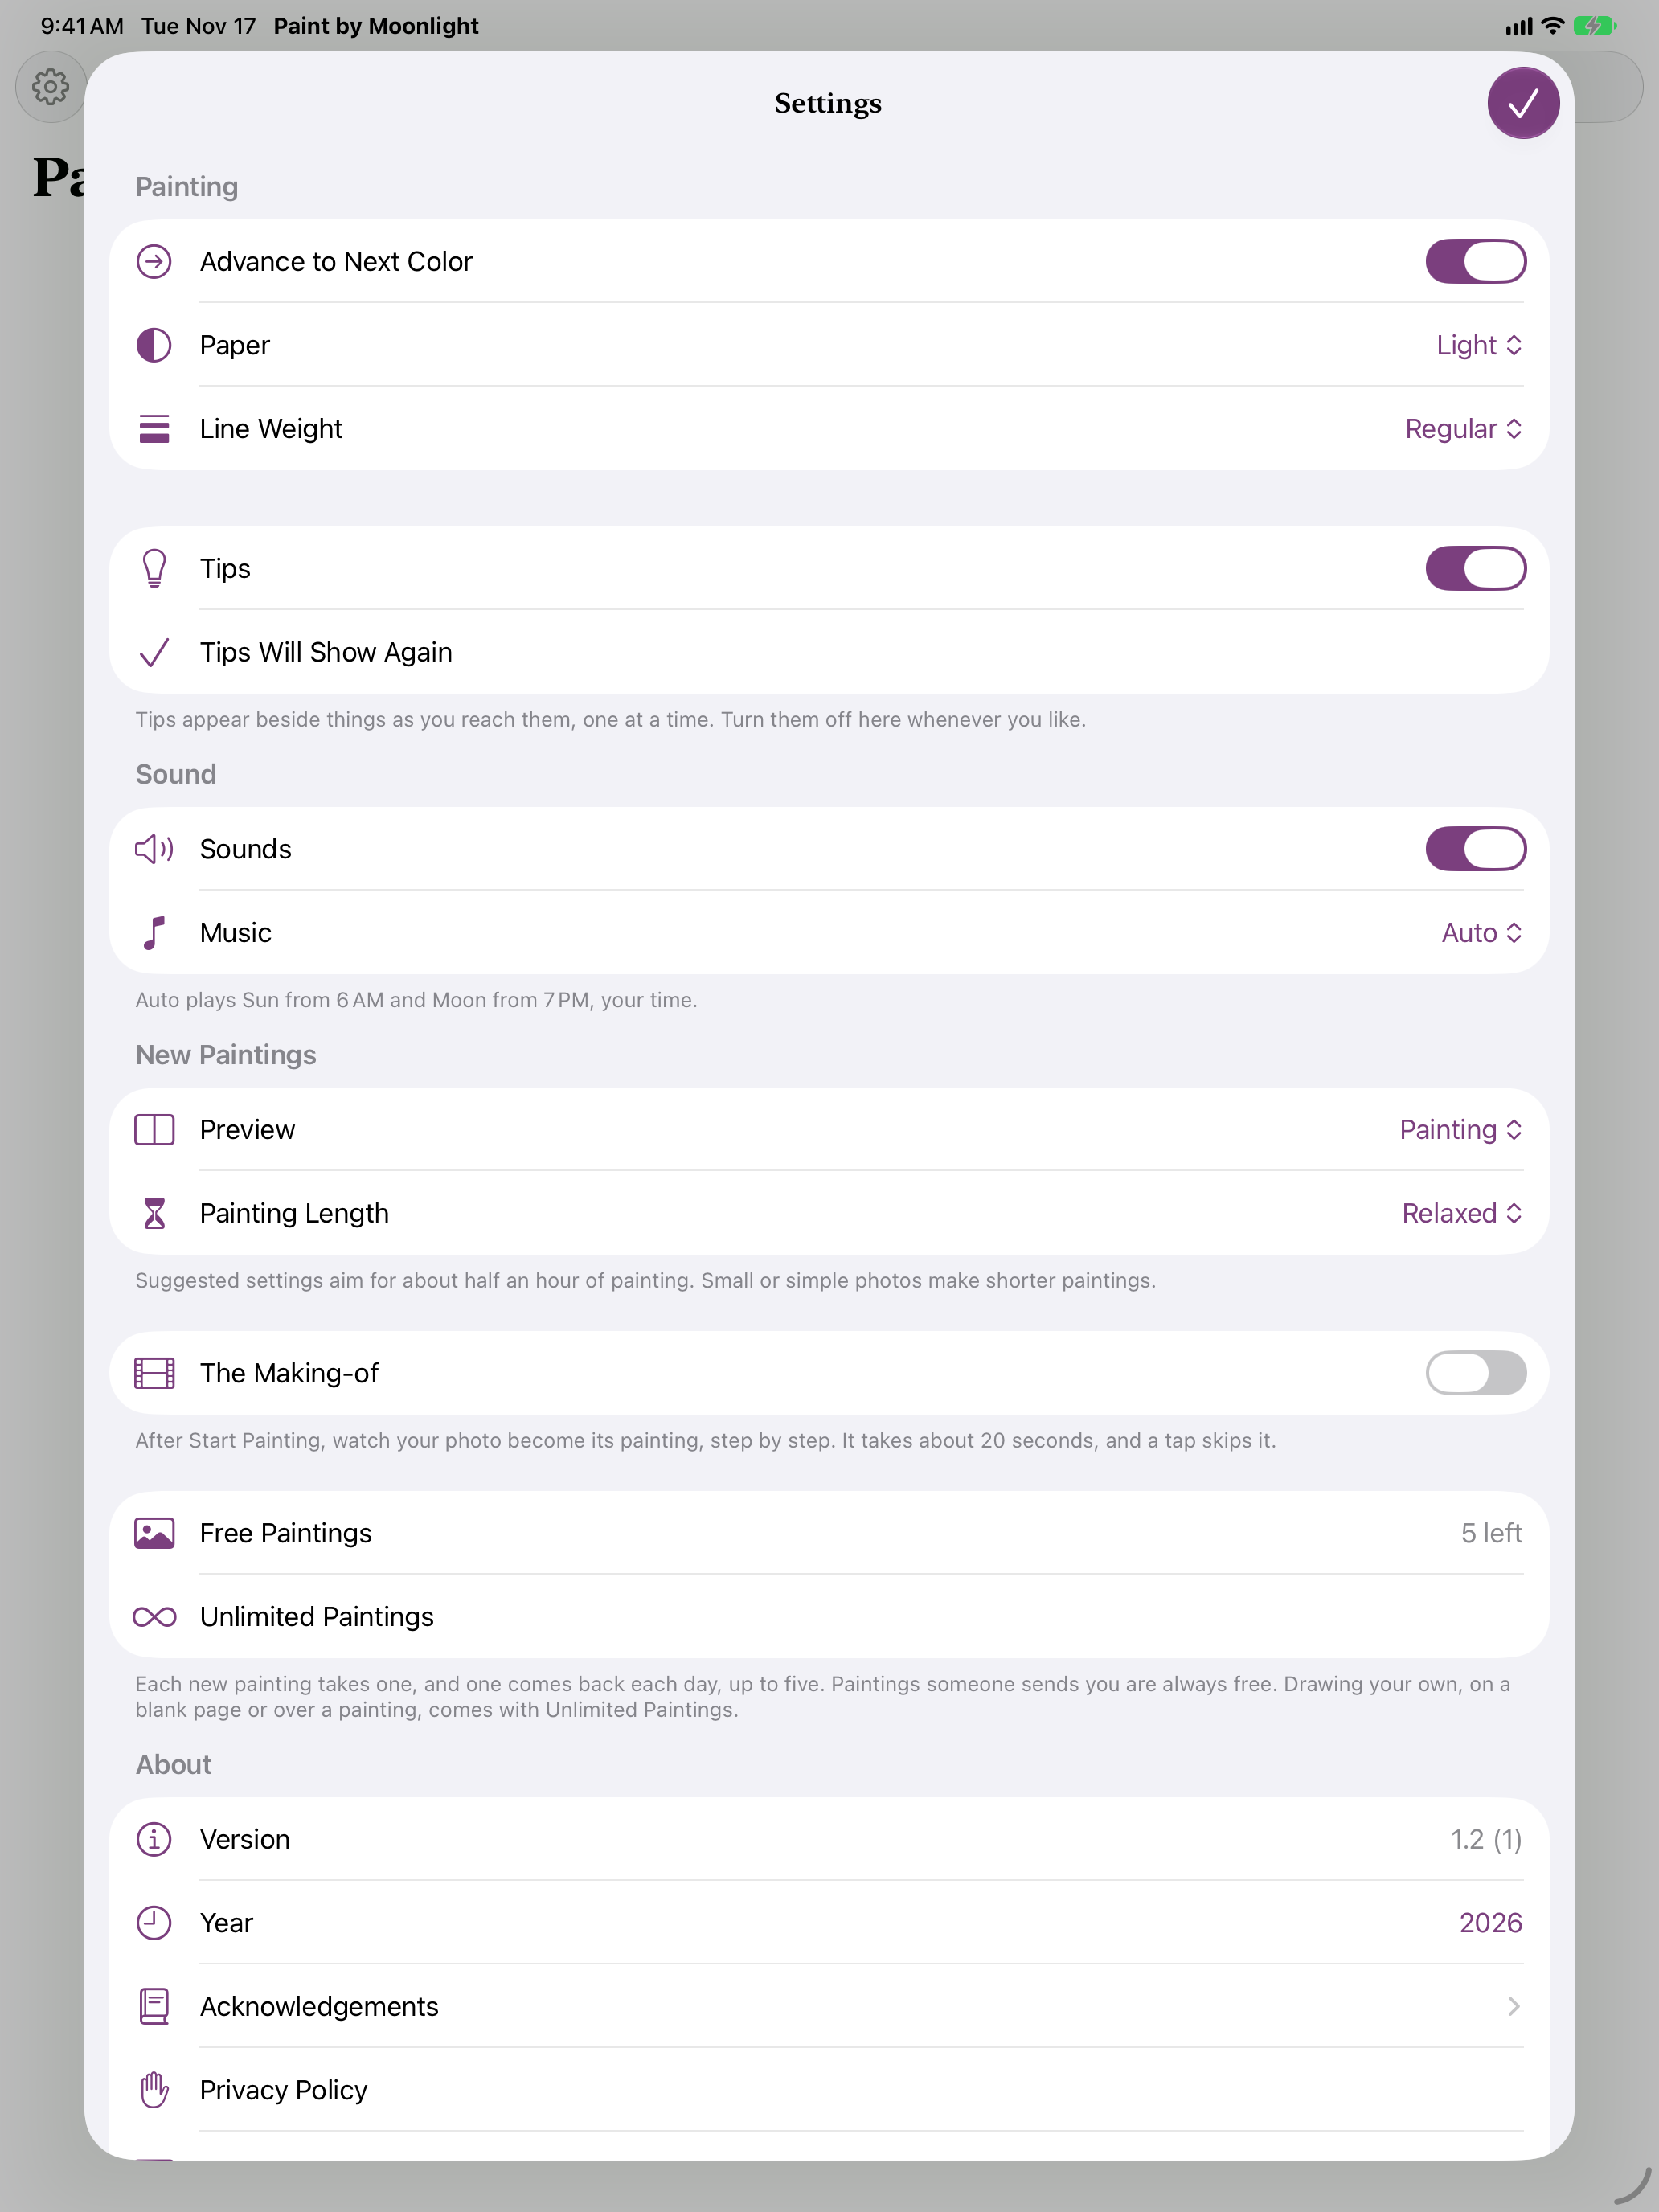 9:41 AM Tue Nov 17 Paint by Moonlight
Settings
Painting
Advance to Next Color
Paper Light
Line Weight Regular
Tips
Tips Will Show Again
Tips appear beside things as you reach them, one at a time. Turn them off here whenever you like.
Sound
Sounds
Music Auto
Auto plays Sun from 6 AM and Moon from 7 PM, your time.
New Paintings
Preview Painting
Painting Length Relaxed
Suggested settings aim for about half an hour of painting. Small or simple photos make shorter paintings.
The Making-of
After Start Painting, watch your photo become its painting, step by step. It takes about 20 seconds, and a tap skips it.
Free Paintings 5 left
Unlimited Paintings
Each new painting takes one, and one comes back each day, up to five. Paintings someone sends you are always free. Drawing your own, on a
blank page or over a painting, comes with Unlimited Paintings.
About
Version 1.2 (1)
Year 2026
Acknowledgements
Privacy Policy